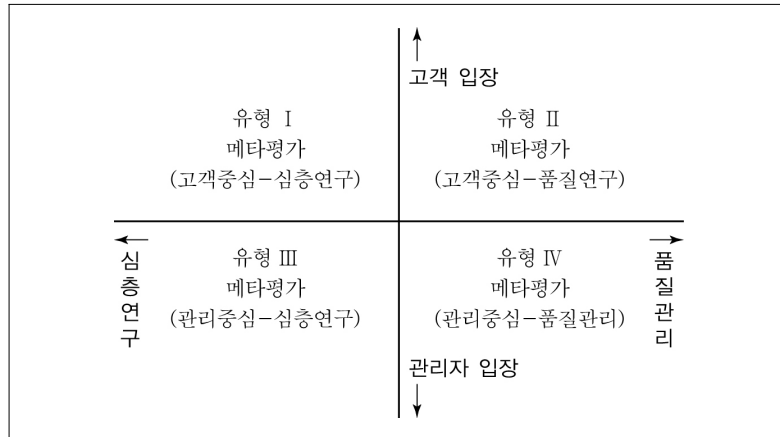 고객 입장
유형 Ⅰ
메타평가
(고객중심-심층연구)
유형 Ⅱ
메타평가
(고객중심-품질연구)
심층연구
유형 Ⅲ
메타평가
(관리중심-심층연구)
유형 Ⅳ
메타평가
(관리중심-품질관리)
품질관리
관리자 입장